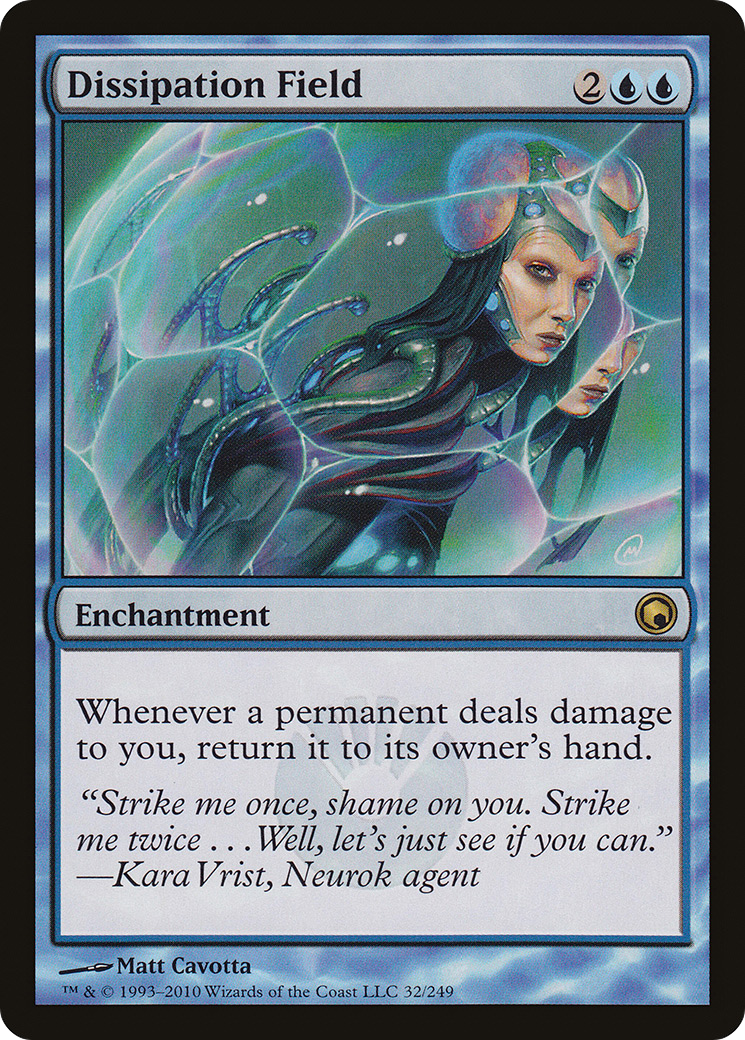 Dissipation Field 2
Enchantment
Whenever a permanent deals damage
to you, return it to its owner's hand.
“Strike me once, shame on you. Strike
me twice . . . Well, let's just see if you can.”
—Kara Vrist, Neurok agent
Matt Cavotta
™ & © 1993–2010 Wizards of the Coast LLC 32/249